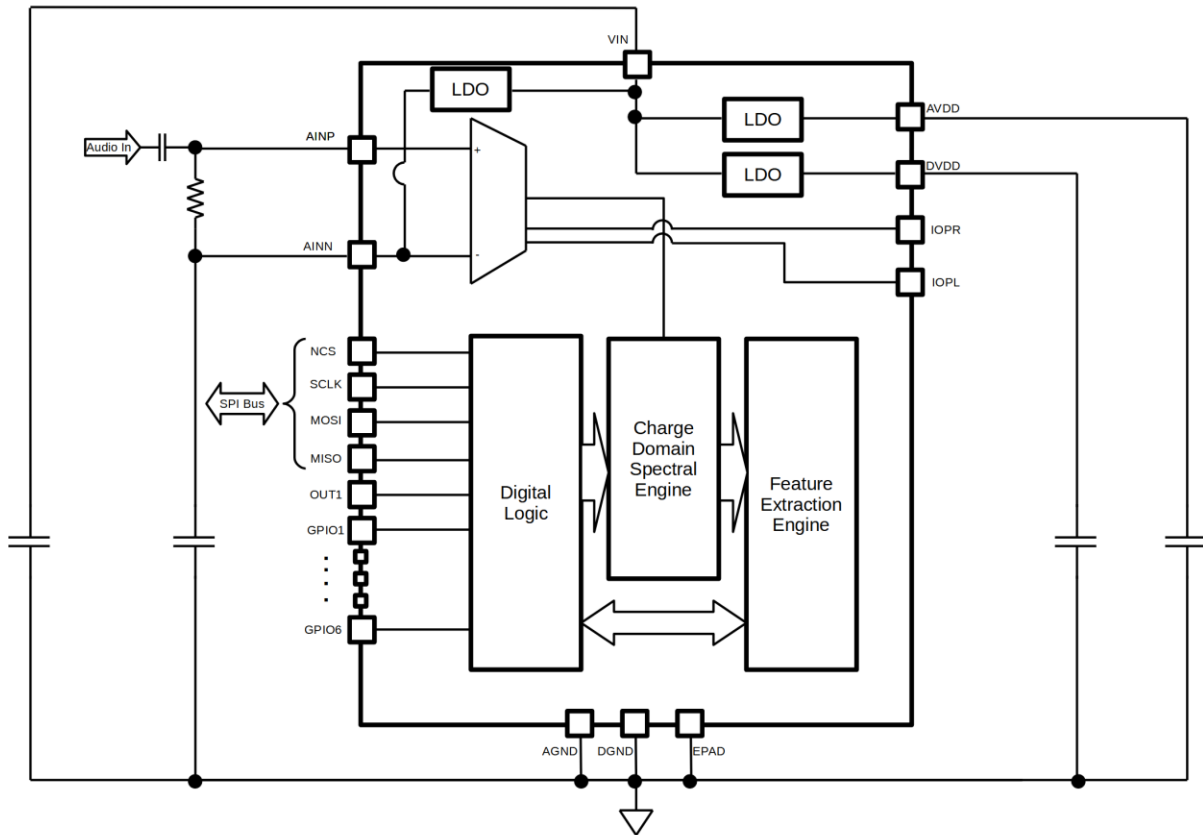 VIN
LDO
AVDD
LDO
Audio In
AINP
+
LDO
DVDD
IOPR
AINN
-
IOPL
NCS
SCLK
SPI Bus
MOSI
MISO
OUT1
GPIO1
GPIO6
Digital
Logic
Charge
Domain
Spectral
Engine
Feature
Extraction
Engine
AGND
DGND
EPAD